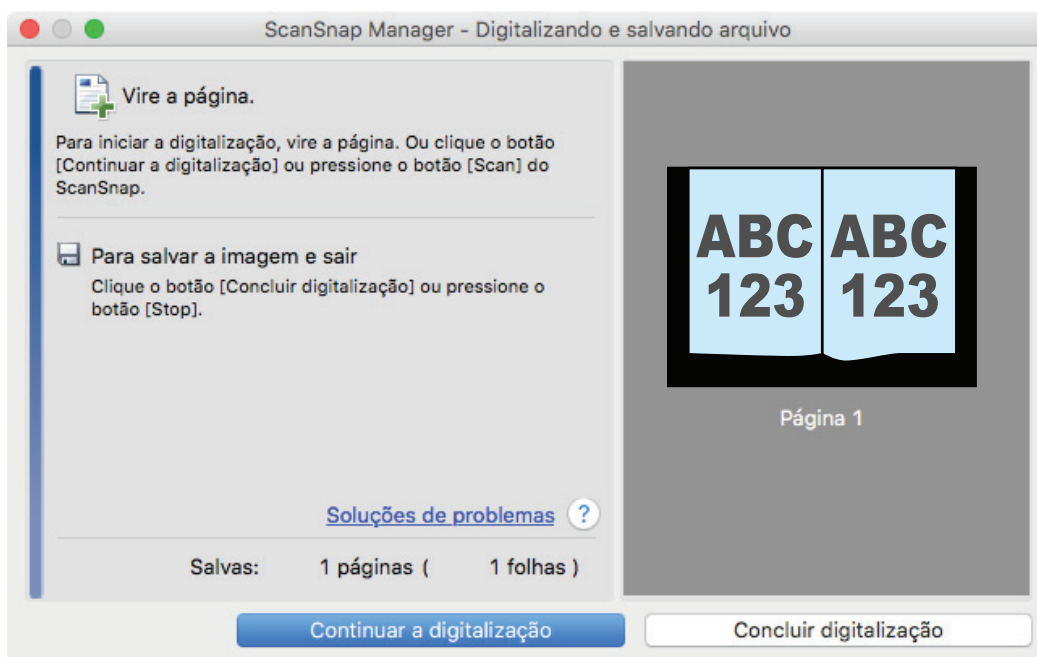 ScanSnap Manager - Digitalizando e salvando arquivo
Vire a página.
Para iniciar a digitalização, vire a página. Ou clique o botão
[Continuar a digitalização] ou pressione o botão [Scan] do
ScanSnap.
Para salvar a imagem e sair
Clique o botão [Concluir digitalização] ou pressione o
botão [Stop].
Soluções de problemas ?
Salvas: 1 páginas ( 1 folhas )
ABC ABC
123 123
Página 1
Continuar a digitalização
Concluir digitalização